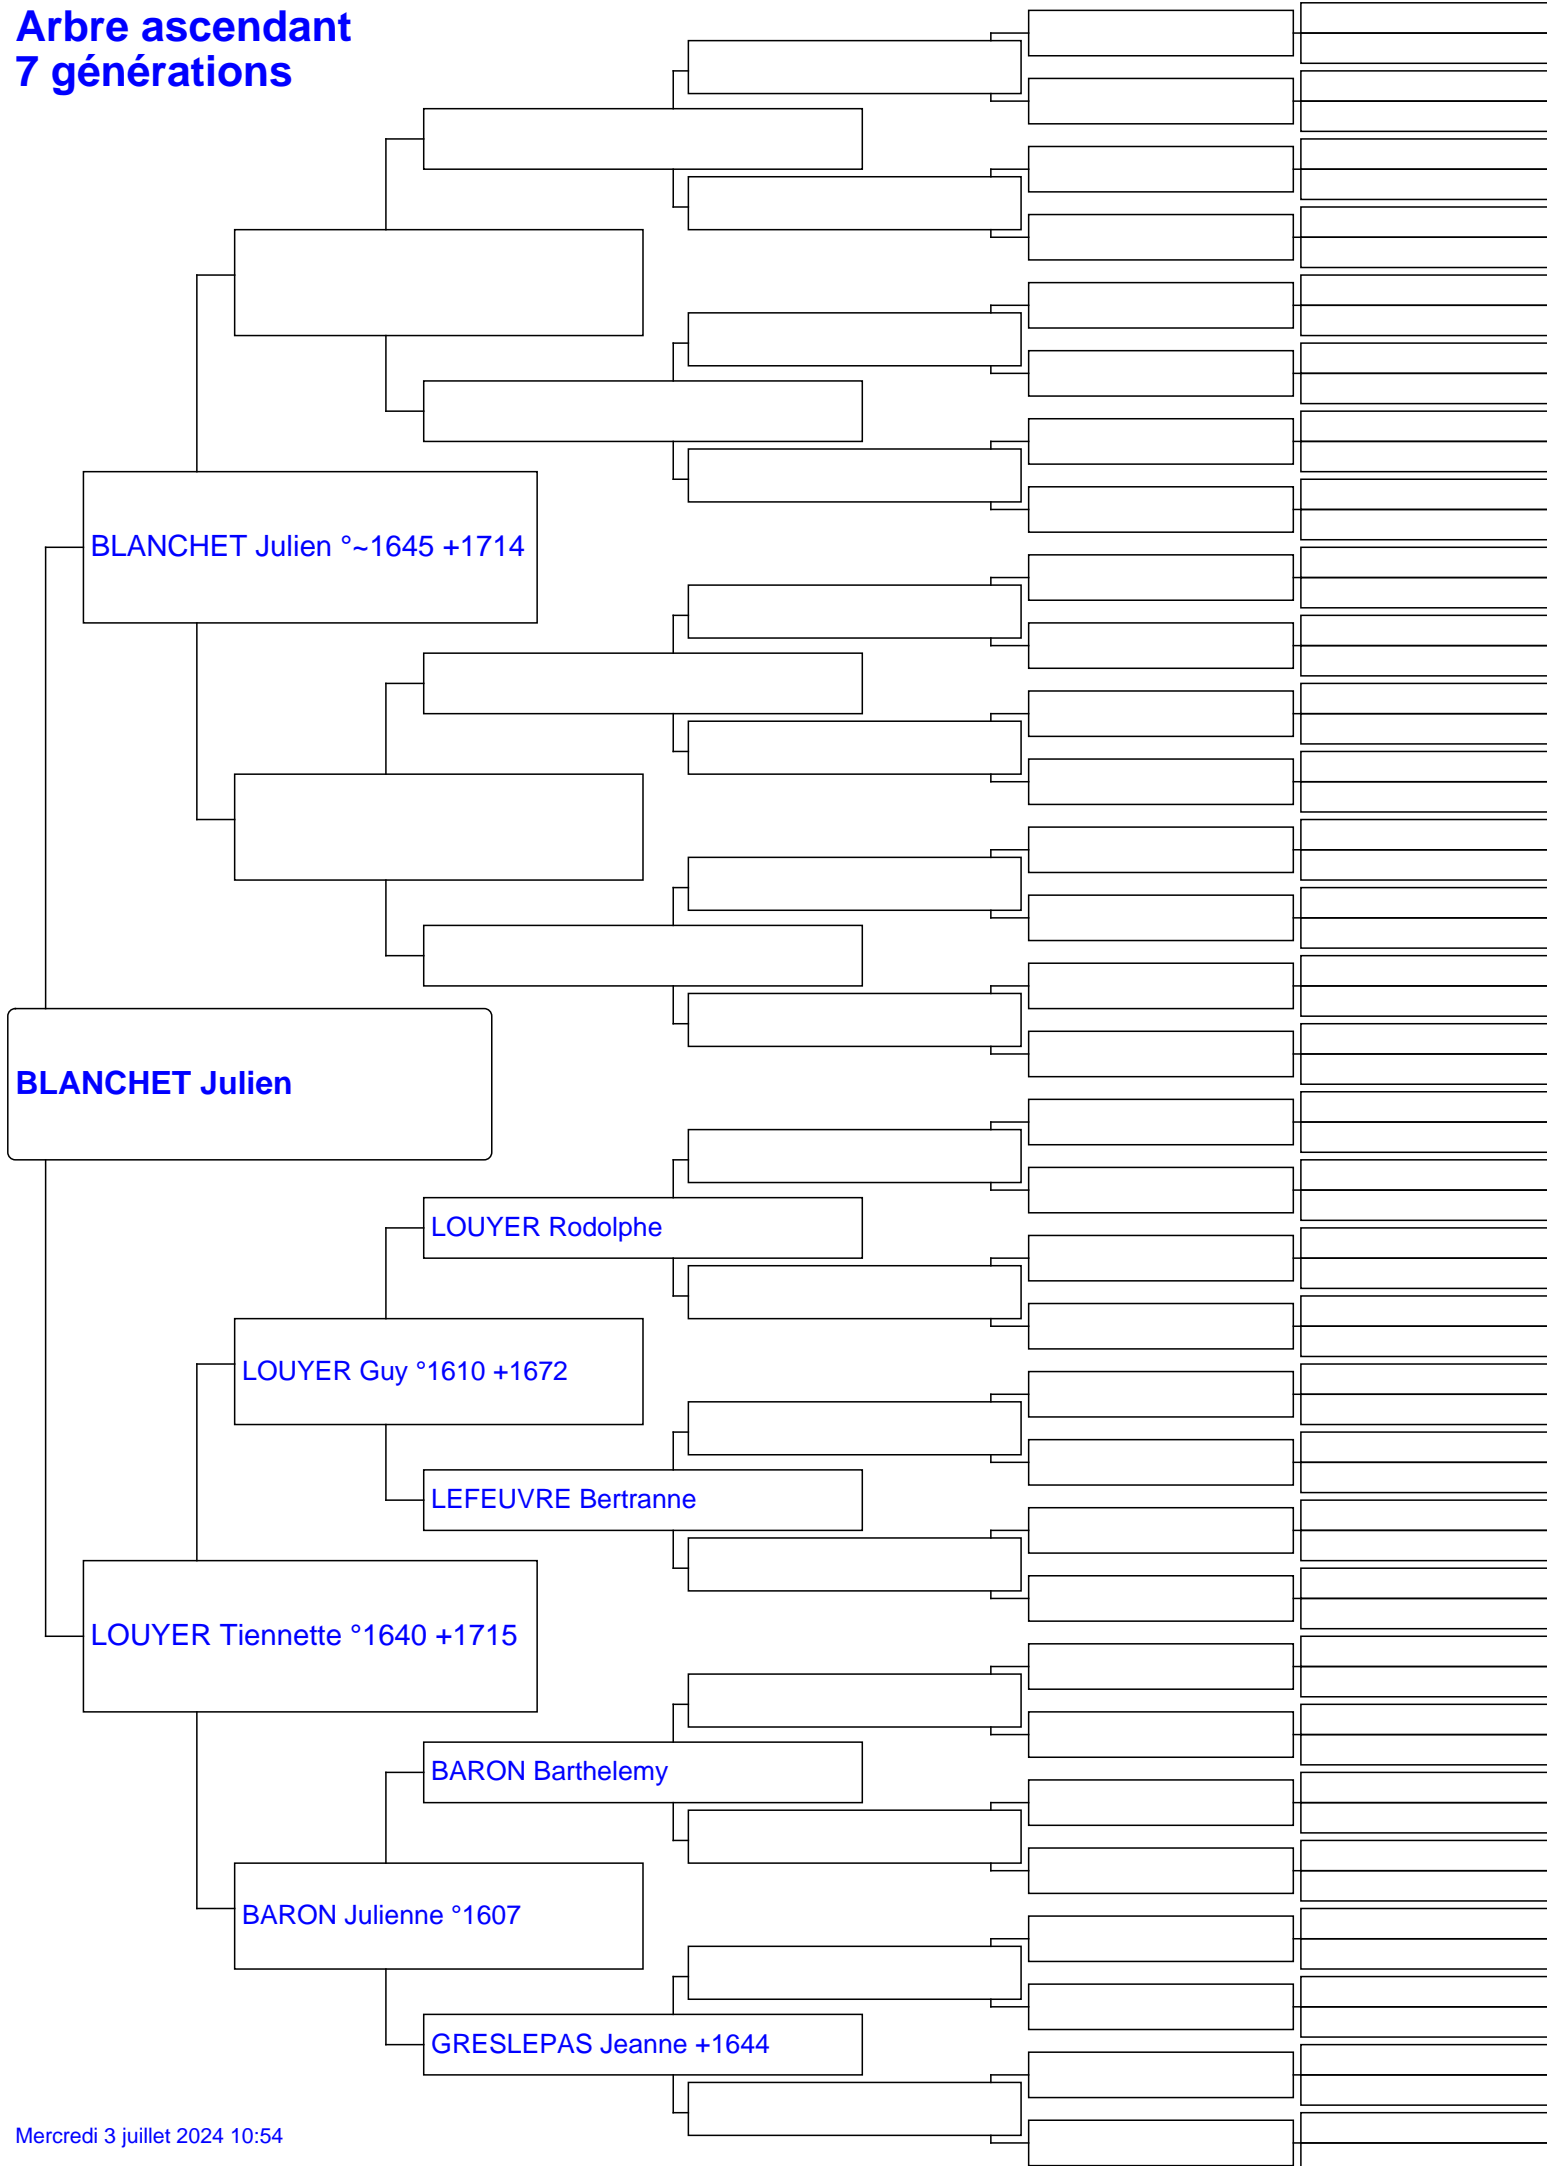 Arbre ascendant
7 générations
BLANCHET Julien °~1645 +1714
BLANCHET Julien
LOUYER Rodolphe
LOUYER Guy °1610 +1672
LEFEUVRE Bertranne
LOUYER Tiennette °1640 +1715
BARON Barthelemy
BARON Julienne °1607
GRESLEPAS Jeanne +1644
Mercredi 3 juillet 2024 10:54